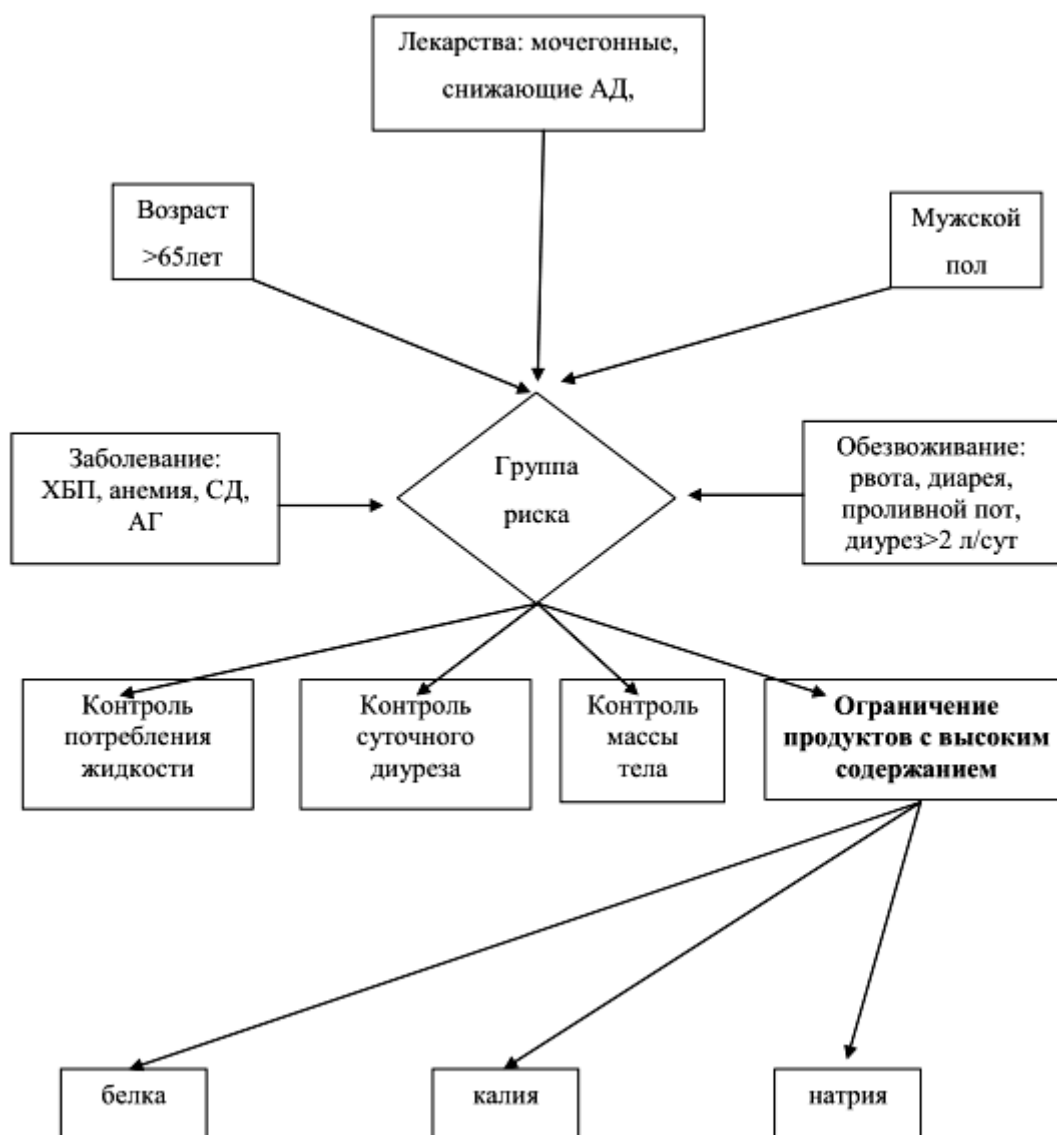 Лекарства: мочегонные,
снижающие АД,
Возраст
>65лет
Мужской
пол
Заболевание:
ХБП, анемия, СД,
АГ
Группа
риска
Обезвоживание:
рвота, диарея,
проливной пот,
диурез>2 л/сут
Контроль
потребления
жидкости
Контроль
суточного
диуреза
Контроль
массы
тела
Ограничение
продуктов с высоким
содержанием
белка
калия
натрия